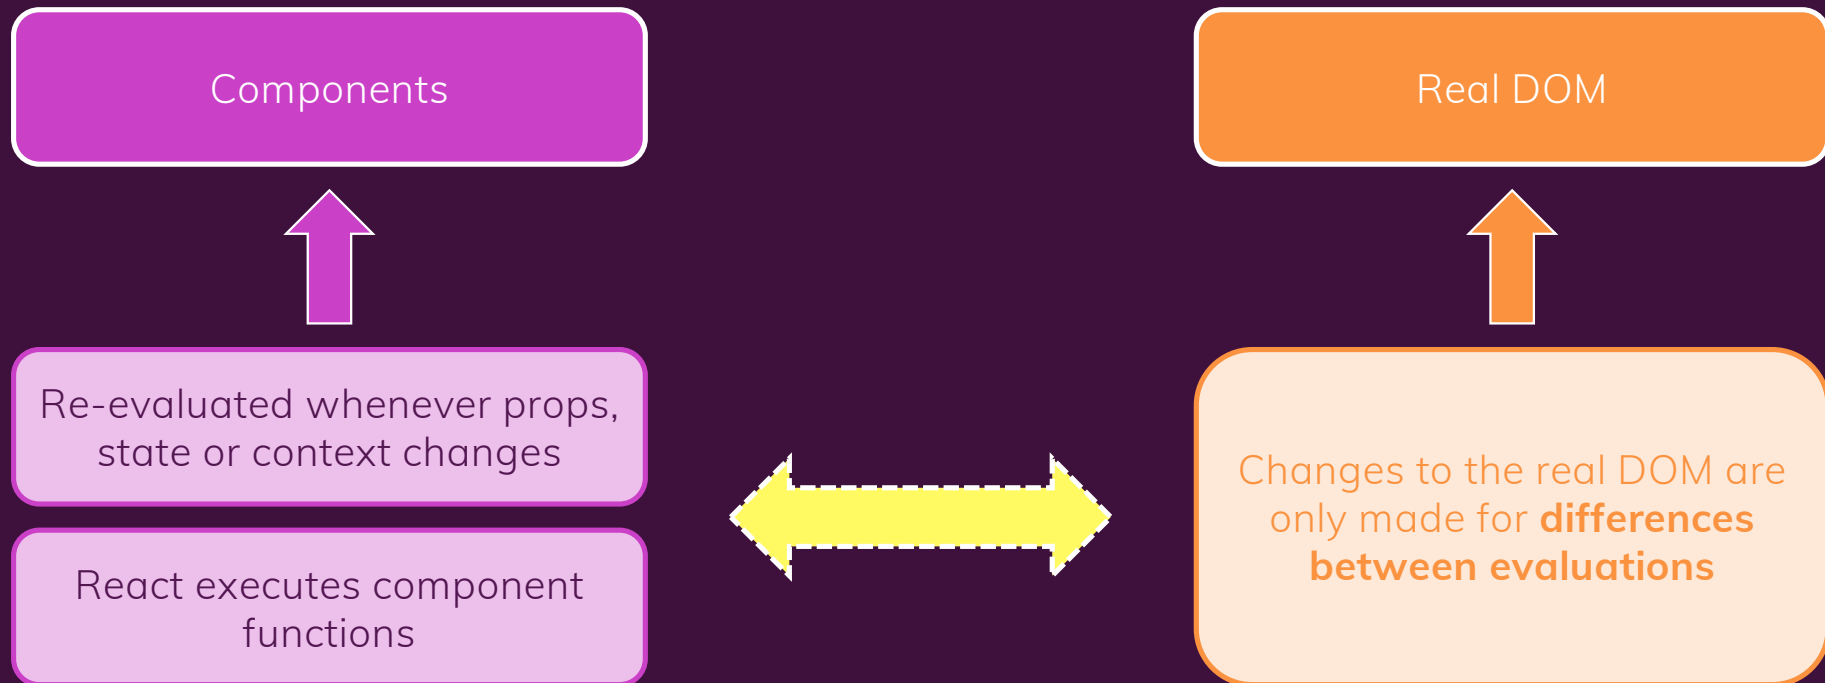 Components
Real DOM
Re-evaluated whenever props,
state or context changes
React executes component
functions
Changes to the real DOM are
only made for differences
between evaluations